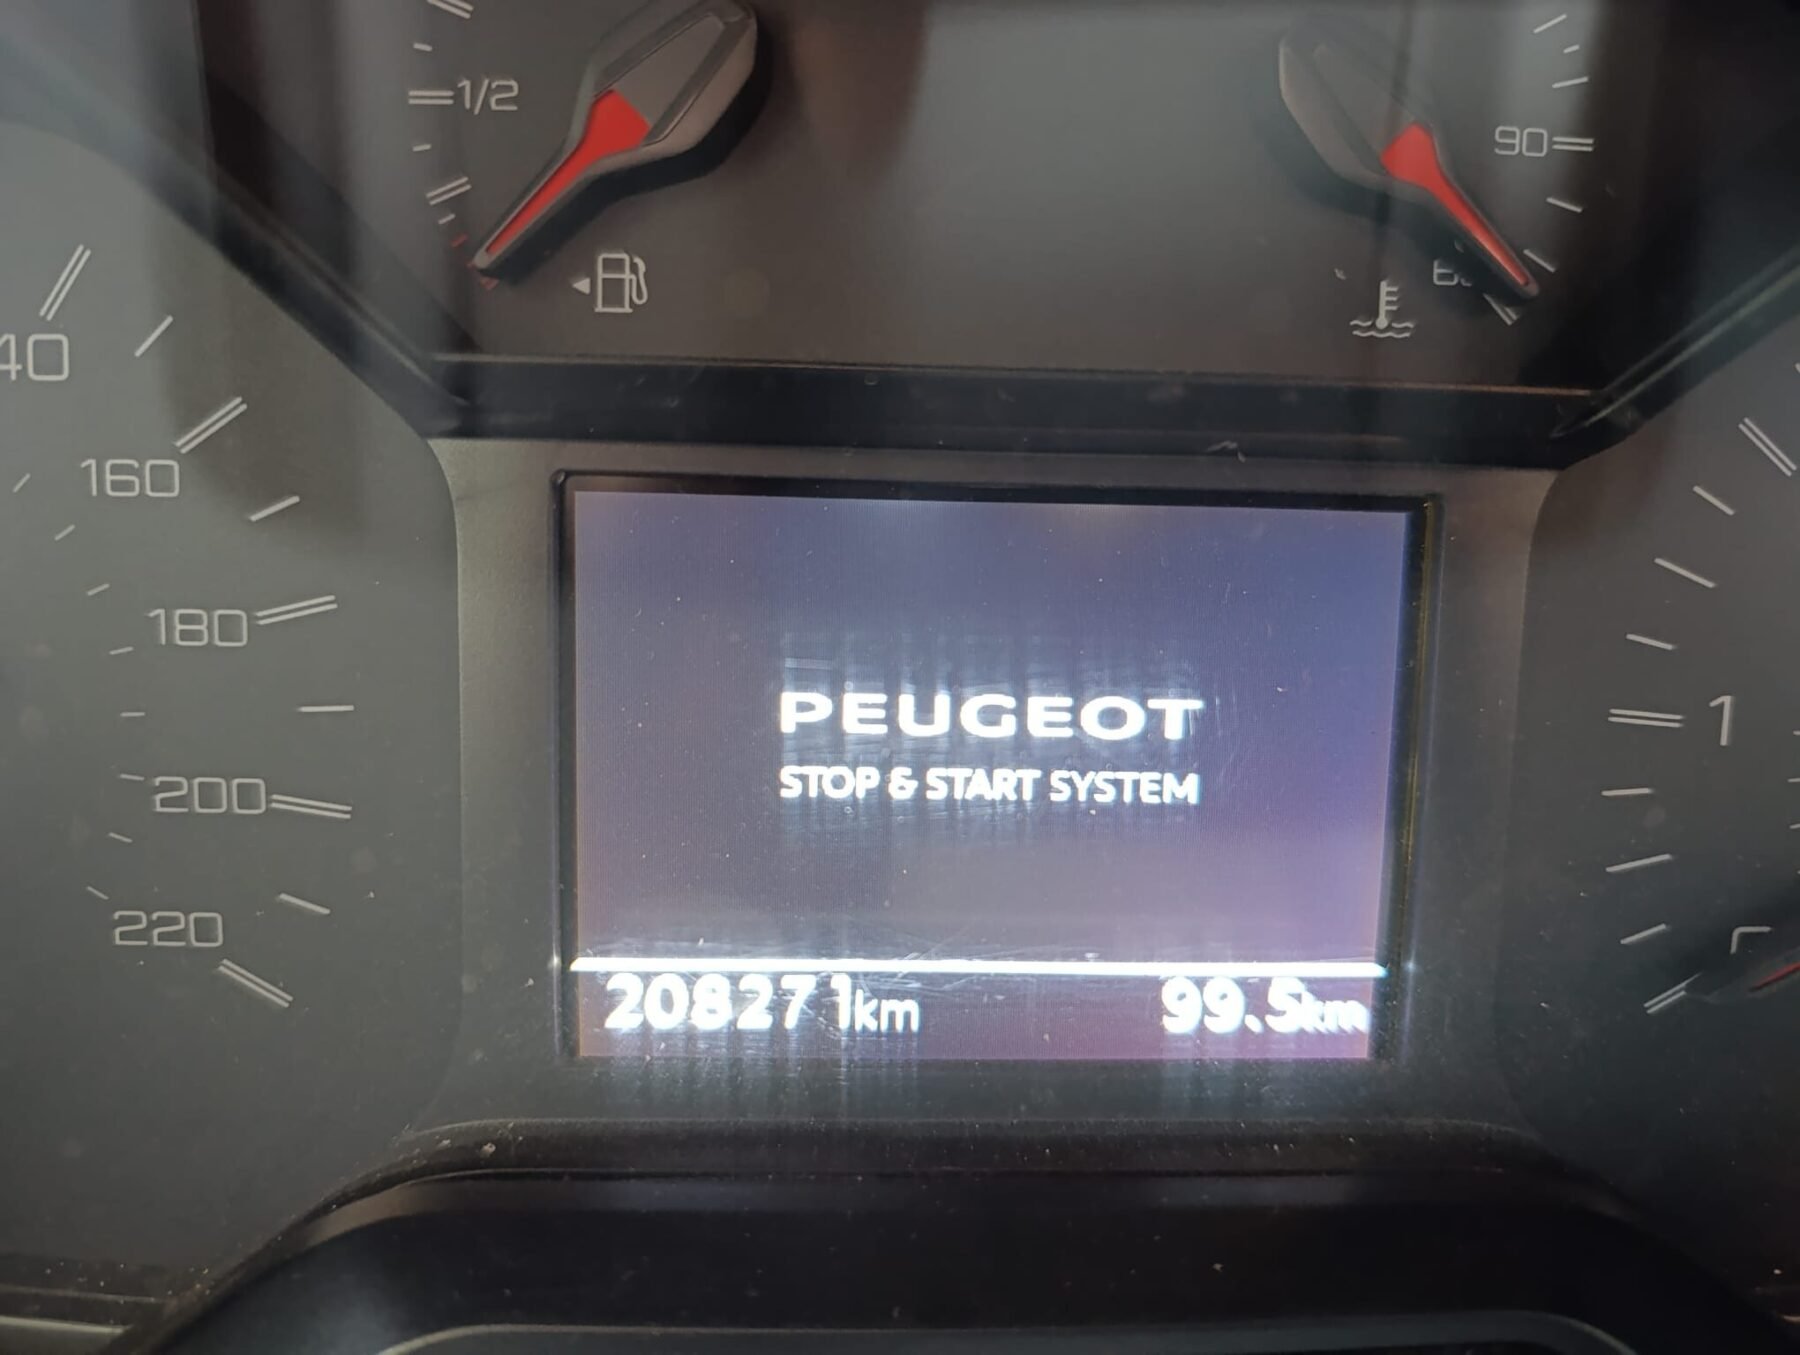 1/2
90
40
160
180
200
220
PEUGEOT
STOP & START SYSTEM
1
208271km
99.5km